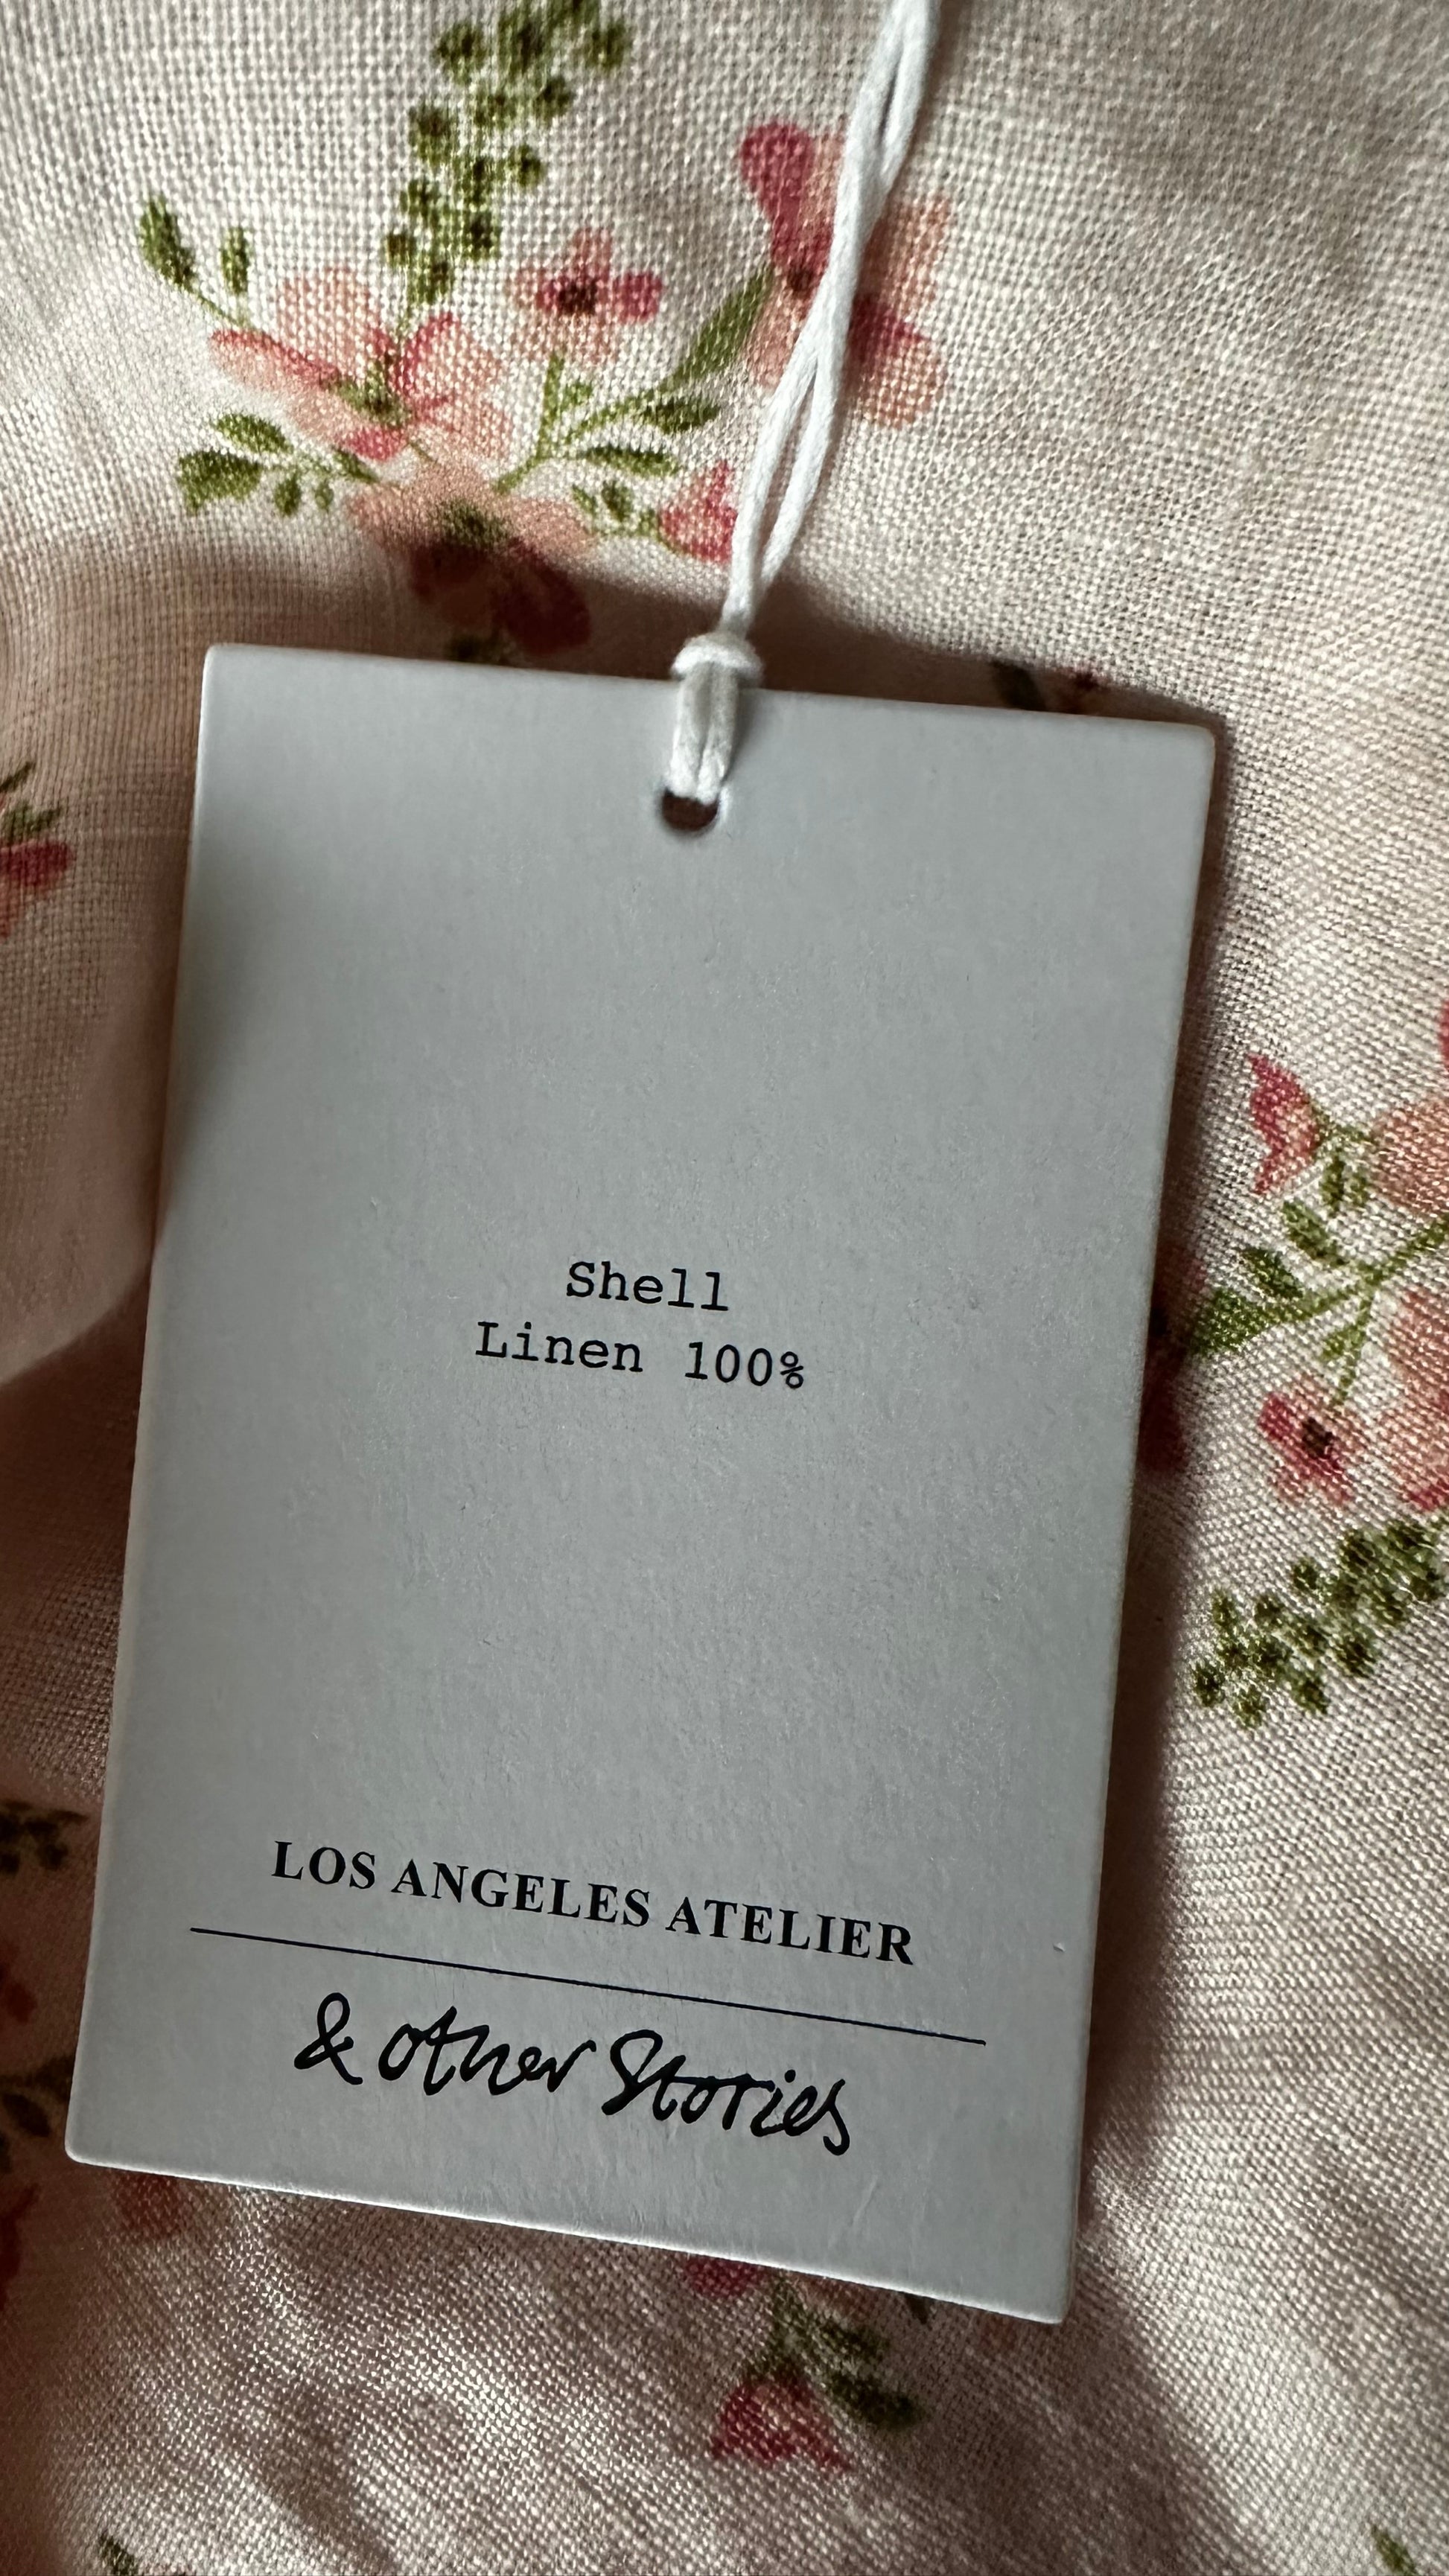 Shell
Linen 100%
LOS ANGELES ATELIER
& other Stories